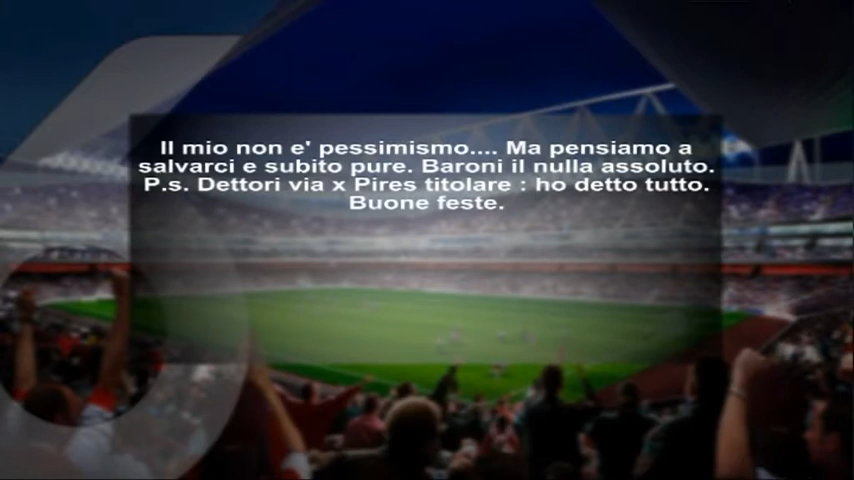 Il mio non e' pessimismo.... Ma pensiamo a
salvarci e subito pure. Baroni il nulla assoluto.
P.s. Dettori via x Pires titolare : ho detto tutto.
Buone feste.